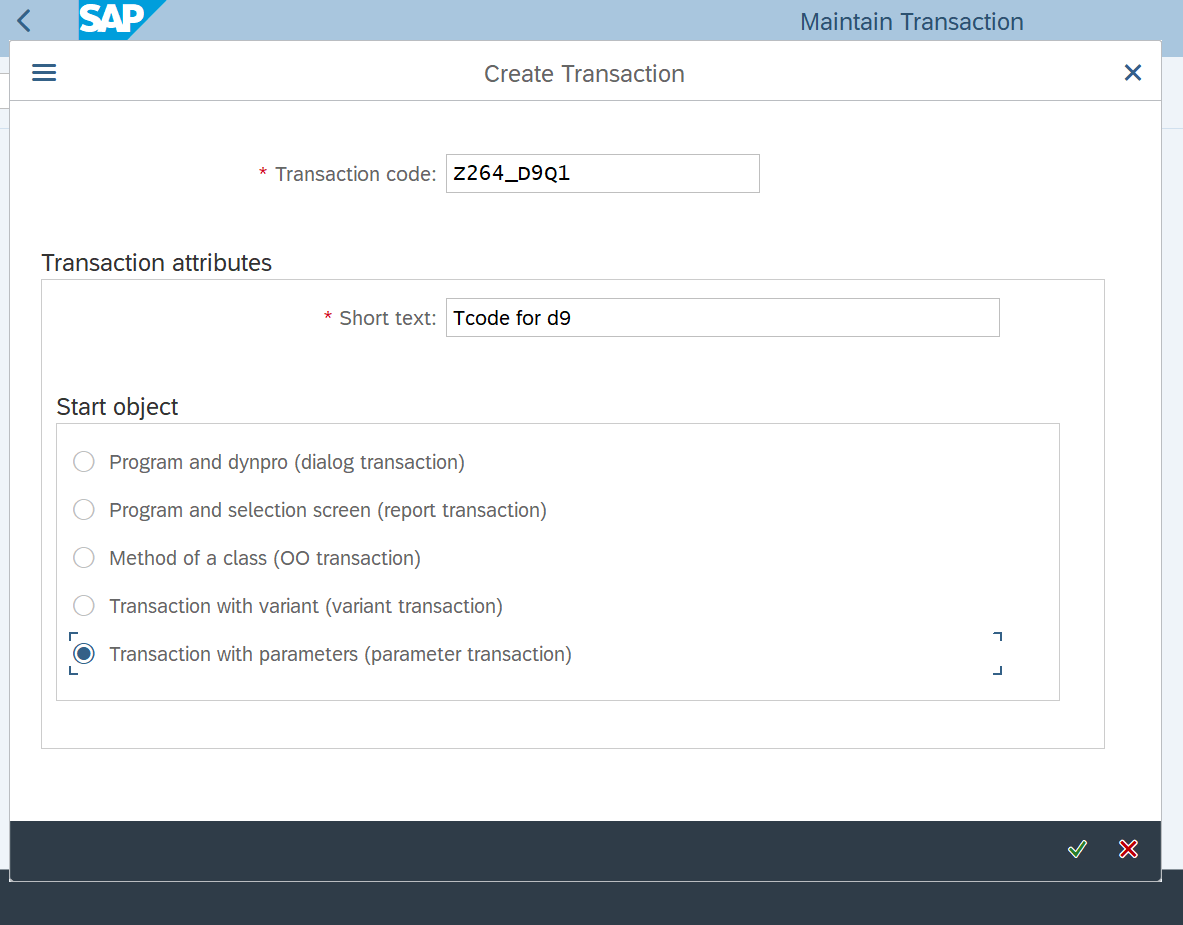 SAP Maintain Transaction
Create Transaction
* Transaction code: Z264_D9Q1
Transaction attributes
* Short text: Tcode for d9
Start object
Program and dynpro (dialog transaction)
Program and selection screen (report transaction)
Method of a class (OO transaction)
Transaction with variant (variant transaction)
Transaction with parameters (parameter transaction)